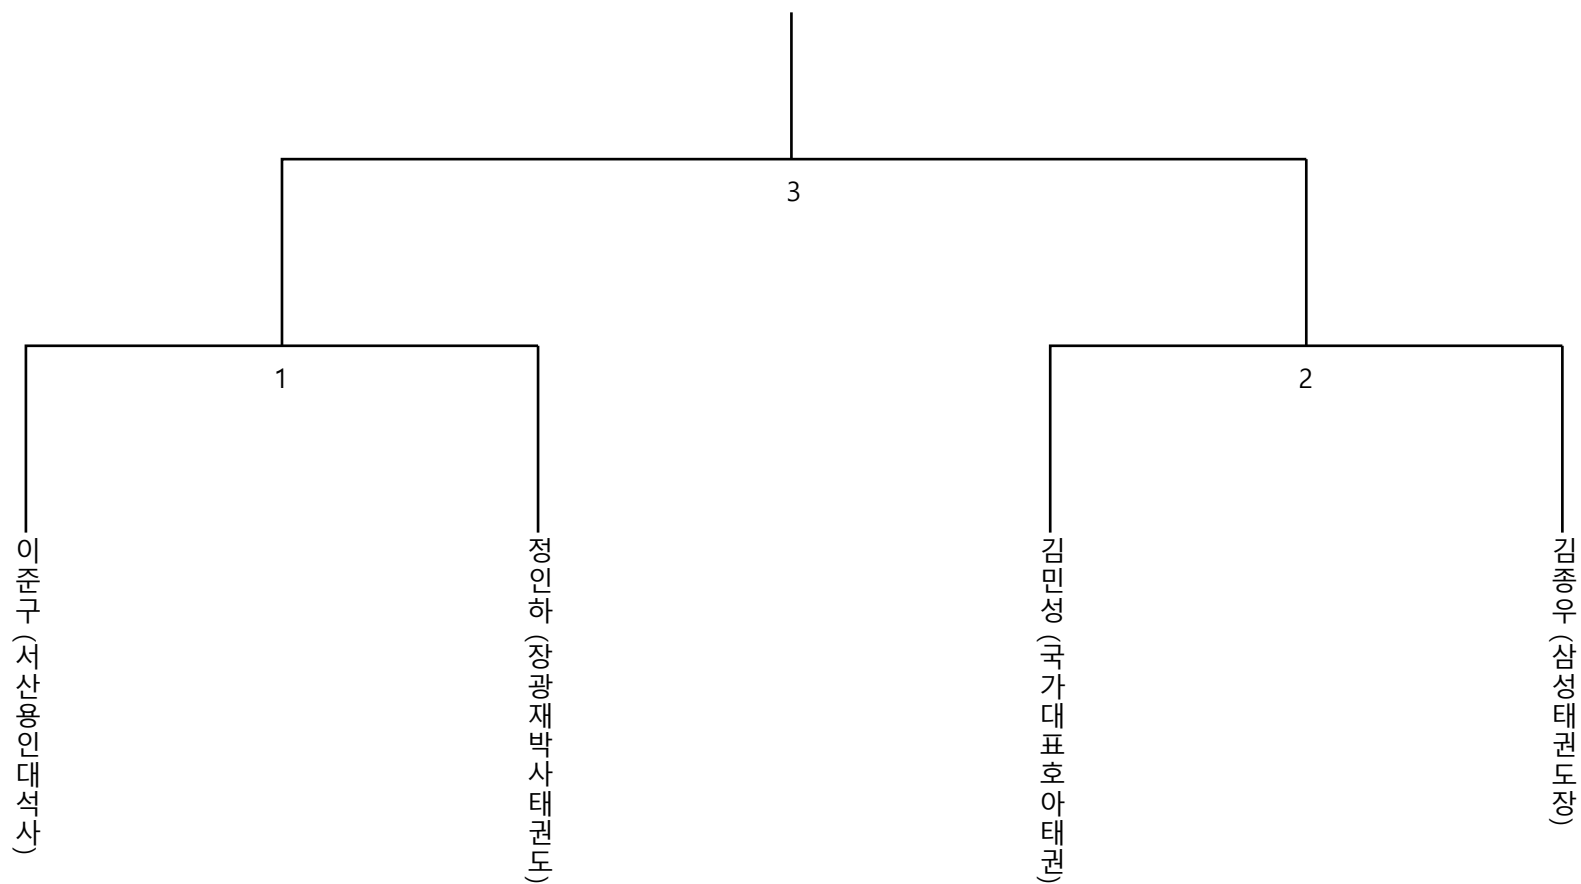 3
1
2
이준구 (서산용인대석사)
정인하 (장광재박사태권도)
김민성 (국가대표호아태권)
김종우 (삼성태권도장)